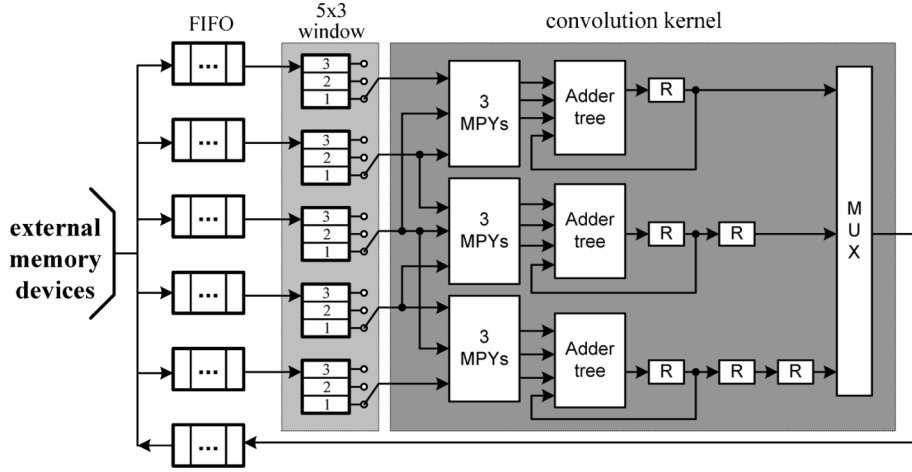 FIFO
5x3
window
convolution kernel
...
3
2
1
3
MPYs
Adder
tree
R
...
3
2
1
...
3
2
1
3
MPYs
Adder
tree
R
R
M
U
X
external
memory
devices
...
3
2
1
3
MPYs
Adder
tree
R
R
R
...
3
2
1
...